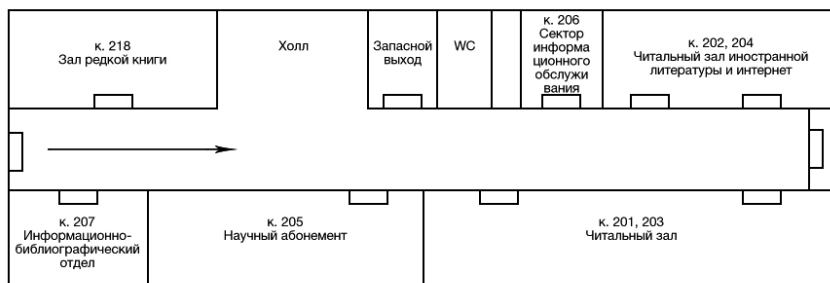 к. 218
Зал редкой книги
Холл
Запасной
выход
WC
к. 206
Сектор
информа
ционного
обслужи
вания
к. 202, 204
Читальный зал иностранной
литературы и интернет
к. 207
Информационно-
библиографический
отдел
к. 205
Научный абонемент
к. 201, 203
Читальный зал